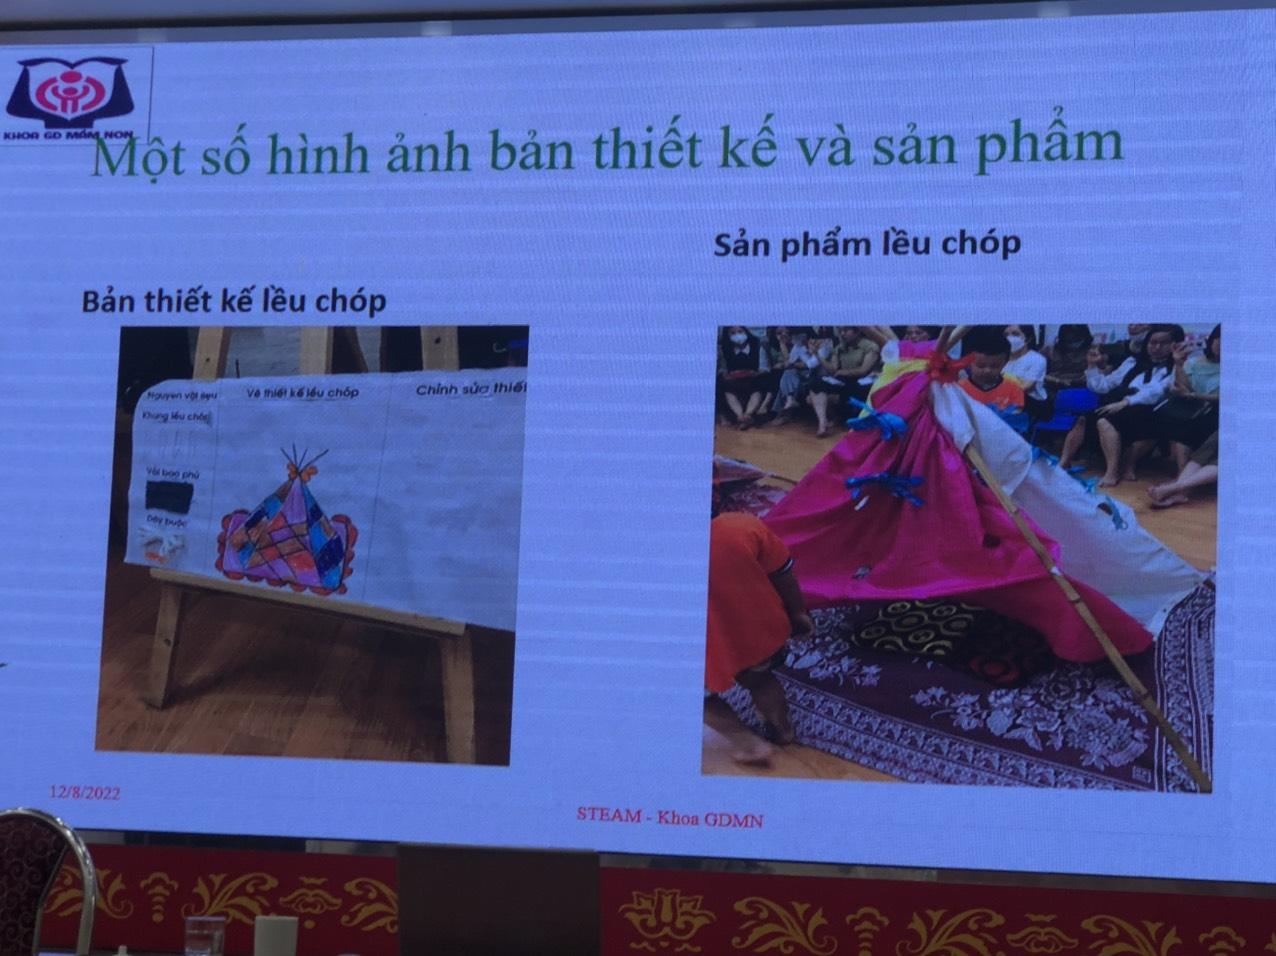 KHOA GD MẦM NON
Một số hình ảnh bản thiết kế và sản phẩm
Sản phẩm lều chóp
Bản thiết kế lều chóp
Nguyên vật liệu
Vẽ thiết kế lều chóp
Chỉnh sửa thiết
Khung lều chóp
Vải bao phủ
Dây buộc
12/8/2022
STEAM - Khoa GDMN